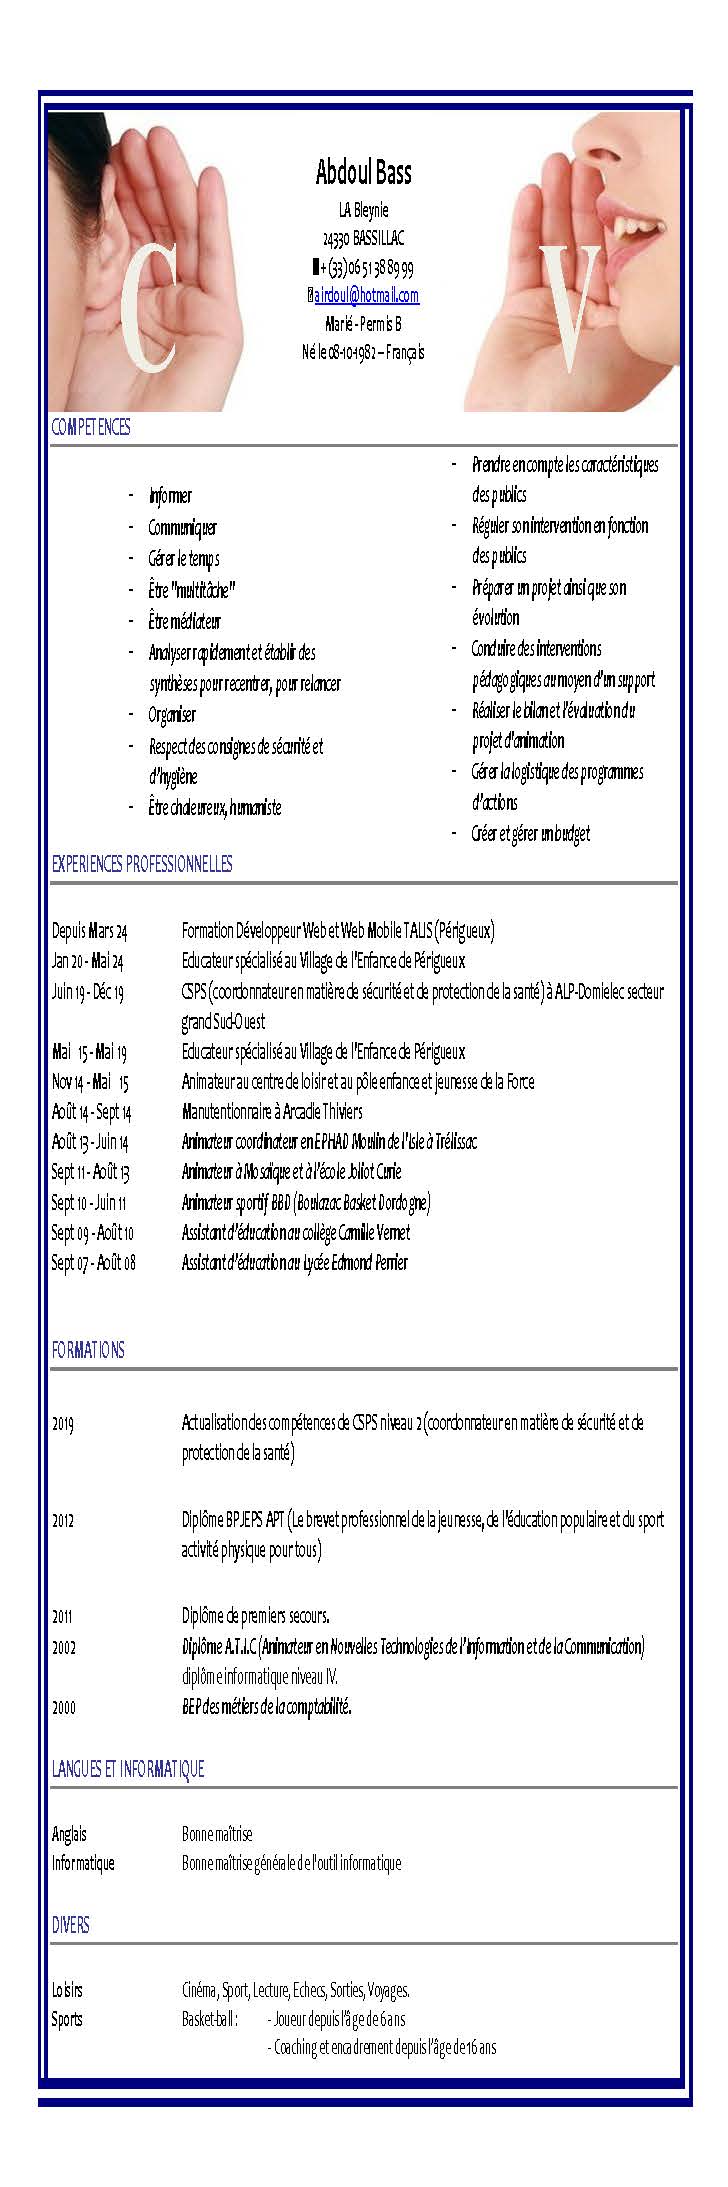 C
V
Abdoul Bass
LA Bleynie
24330 BASSILLAC
+ (33) 06 51 38 89 99
airdoul@hotmail.com
Marié - Permis B
Né le 08-10-1982 – Français
COMPETENCES
- Informer
- Communiquer
- Gérer le temps
- Être "multitâche"
- Être médiateur
- Analyser rapidement et établir des
synthèses pour recentrer, pour relancer
- Organiser
- Respect des consignes de sécurité et
d'hygiène
- Être chaleureux, humaniste
- Prendre en compte les caractéristiques
des publics
- Réguler son intervention en fonction
des publics
- Préparer un projet ainsi que son
évolution
- Conduire des interventions
pédagogiques au moyen d'un support
- Réaliser le bilan et l'évaluation du
projet d'animation
- Gérer la logistique des programmes
d'actions
- Créer et gérer un budget
EXPERIENCES PROFESSIONNELLES
Depuis Mars 24 Formation Développeur Web et Web Mobile TALIS (Périgueux)
Jan 20 - Mai 24 Educateur spécialisé au Village de l'Enfance de Périgueux
Juin 19 - Déc 19 CSPS (coordonnateur en matière de sécurité et de protection de la santé) à ALP-Domielec secteur
grand Sud-Ouest
Mai 15 - Mai 19 Educateur spécialisé au Village de l'Enfance de Périgueux
Nov 14 - Mai 15 Animateur au centre de loisir et au pôle enfance et jeunesse de la Force
Août 14 - Sept 14 Manutentionnaire à Arcadie Thiviers
Août 13 - Juin 14 Animateur coordinateur en EPHAD Moulin de l'Isle à Trélissac
Sept 11 - Août 13 Animateur à Mosaïque et à l'école Joliot Curie
Sept 10 - Juin 11 Animateur sportif BBD (Boulazac Basket Dordogne)
Sept 09 - Août 10 Assistant d'éducation au collège Camille Vernet
Sept 07 - Août 08 Assistant d'éducation au Lycée Edmond Perrier
FORMATIONS
2019 Actualisation des compétences de CSPS niveau 2 (coordonnateur en matière de sécurité et de
protection de la santé)
2012 Diplôme BPJEPS APT (Le brevet professionnel de la jeunesse, de l'éducation populaire et du sport
activité physique pour tous)
2011 Diplôme de premiers secours.
2002 Diplôme A.T.I.C (Animateur en Nouvelles Technologies de l'Information et de la Communication)
diplôme informatique niveau IV.
2000 BEP des métiers de la comptabilité.
LANGUES ET INFORMATIQUE
Anglais Bonne maîtrise
Informatique Bonne maîtrise générale de l'outil informatique
DIVERS
Loisirs Cinéma, Sport, Lecture, Echecs, Sorties, Voyages.
Sports Basket-ball : - Joueur depuis l'âge de 6 ans
- Coaching et encadrement depuis l'âge de 16 ans